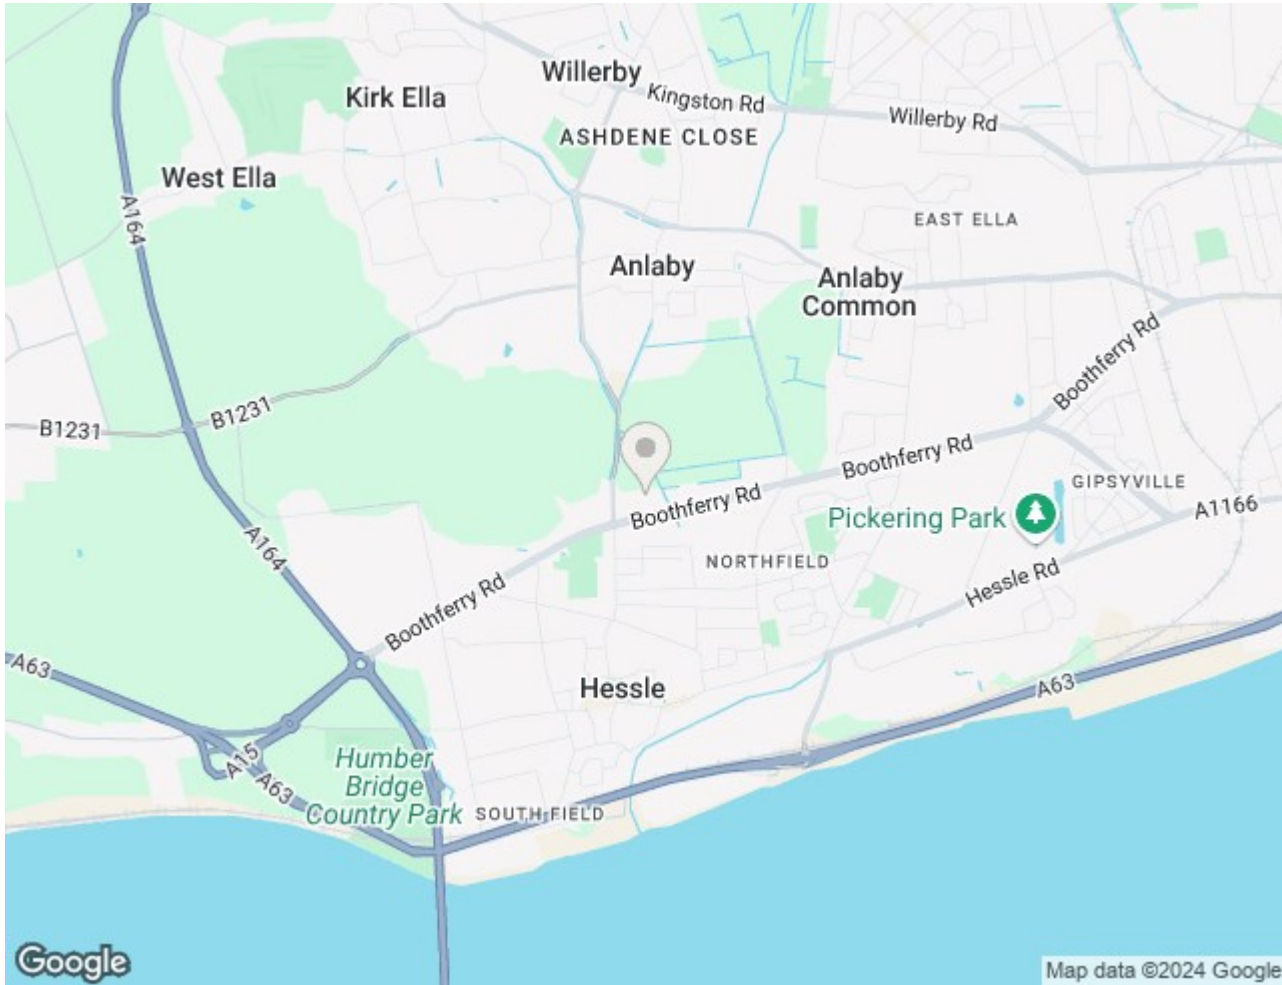 Willerby
Kirk Ella
Kingston Rd
Willerby Rd
ASHDENE CLOSE
West Ella
A164
EAST ELLA
Anlaby
Anlaby
Common
Boothferry Rd
B1231
B1231
Boothferry Rd
GIPSYVILLE
Boothferry Rd
A1166
Pickering Park
A164
NORTHFIELD
Hessle Rd
Boothferry Rd
A63
Hessle
A63
A15
Humber
Bridge
Country Park
A63
SOUTH FIELD
Google
Map data ©2024 Google